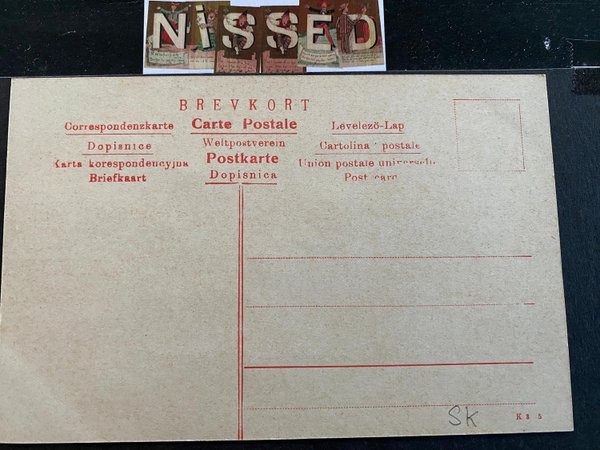 NiSSED
BREVKORT
Correspondenzkarte Carte Postale Levelező-Lap
Dopisnice Weltpostverein Cartolina postale
Karta korespondencyjna Postkarte Union postale universelle
Briefkaart Dopisnica Post card
SK K 3 5